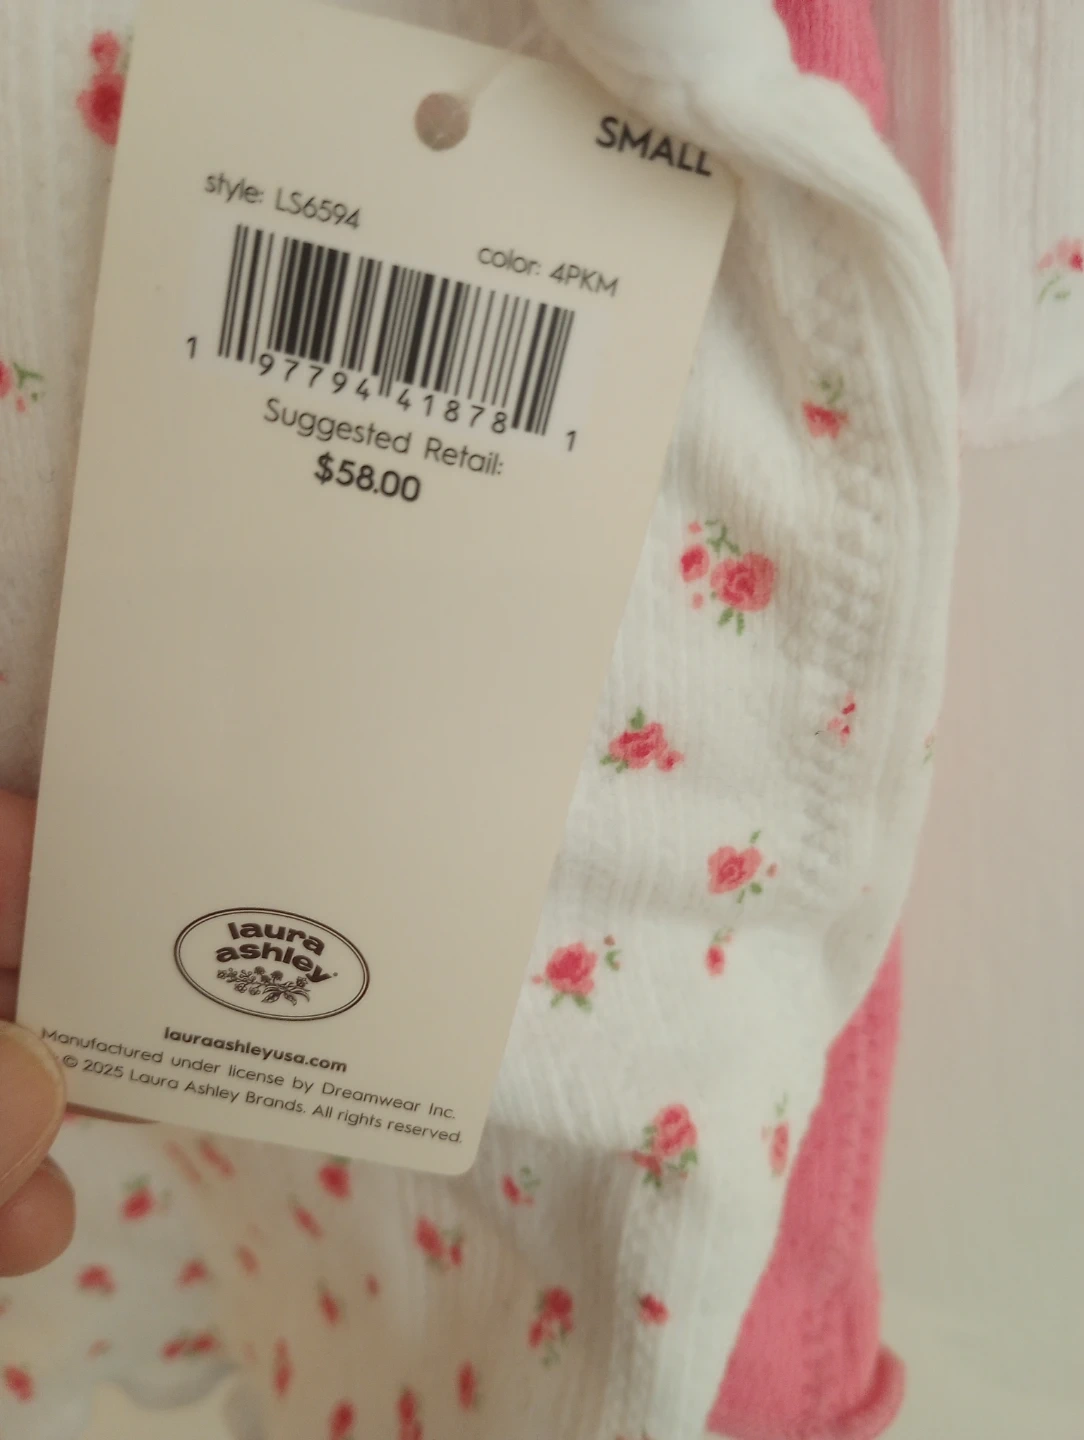 SMALL
style: LS6594
color: 4PKM
1 97794 41878 1
Suggested Retail:
$58.00
laura
ashley
lauraashleyusa.com
Manufactured under license by Dreamwear Inc.
© 2025 Laura Ashley Brands. All rights reserved.